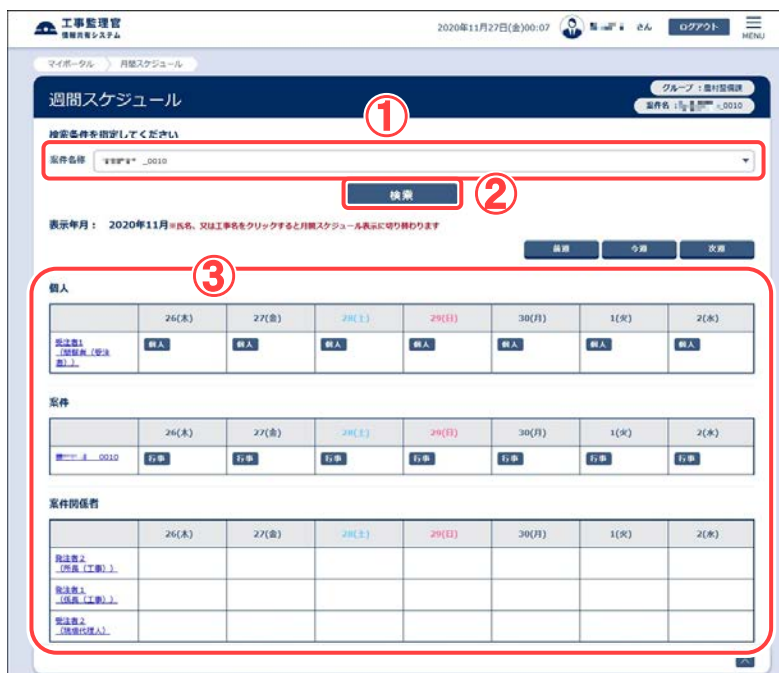 工事監理官
情報共有システム
2020年11月27日(金)00:07 さん ログアウト MENU
マイポータル 月間スケジュール
週間スケジュール
グループ：農村整備課
案件名： _0010
①
検索条件を指定してください
案件名称 _0010
検索 ②
表示年月： 2020年11月※氏名、又は工事名をクリックすると月間スケジュール表示に切り替わります
前週 今週 次週
③
個人
26(木) 27(金) 28(土) 29(日) 30(月) 1(火) 2(水)
受注者1 個人 個人 個人 個人 個人 個人 個人
（閲覧者（受注
者））
案件
26(木) 27(金) 28(土) 29(日) 30(月) 1(火) 2(水)
0010 行事 行事 行事 行事 行事 行事 行事
案件関係者
26(木) 27(金) 28(土) 29(日) 30(月) 1(火) 2(水)
発注者2
（所長（工事））
発注者1
（係長（工事））
受注者2
（現場代理人）